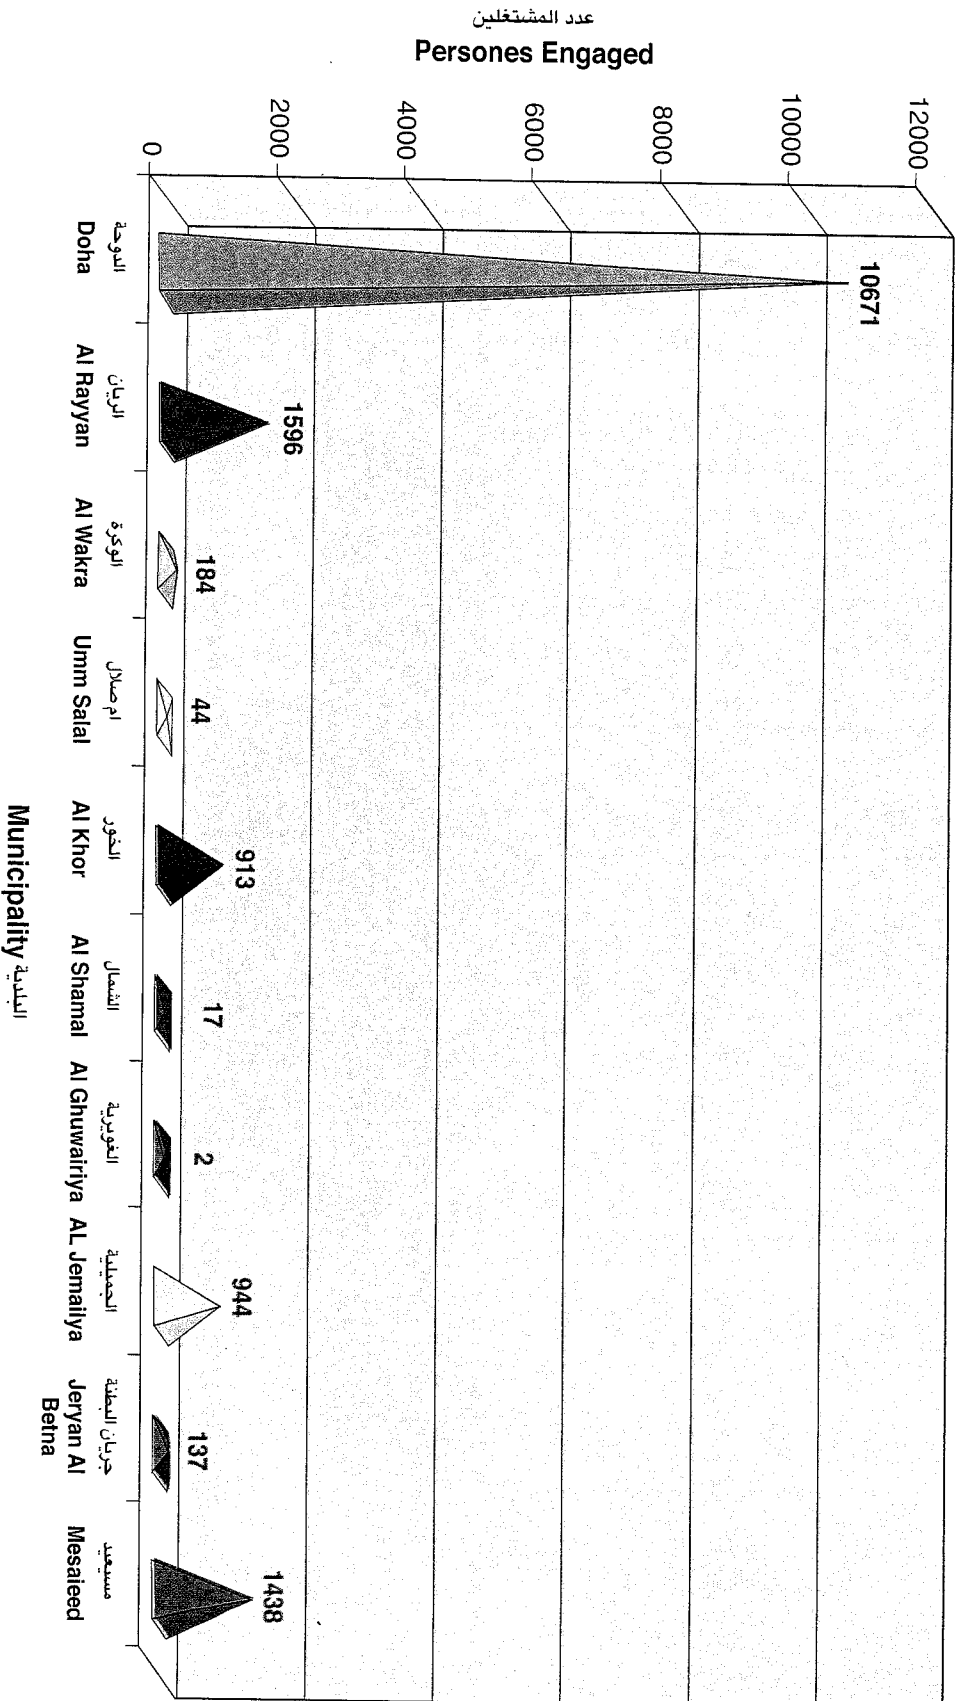 عدد المشتغلين
Persones Engaged
12000
10000
8000
6000
4000
2000
0
10671
1596
184
44
913
17
2
944
137
1438
الدوحة
Doha
الريان
Al Rayyan
الوكرة
Al Wakra
ام صلال
Umm Salal
الخور
Al Khor
الشمال
Al Shamal
الغويرية
Al Ghuwairiya
الجميلية
AL Jemailya
جريان البطنة
Jeryan Al
Betna
مسيعيد
Mesaieed
Municipality البلدية